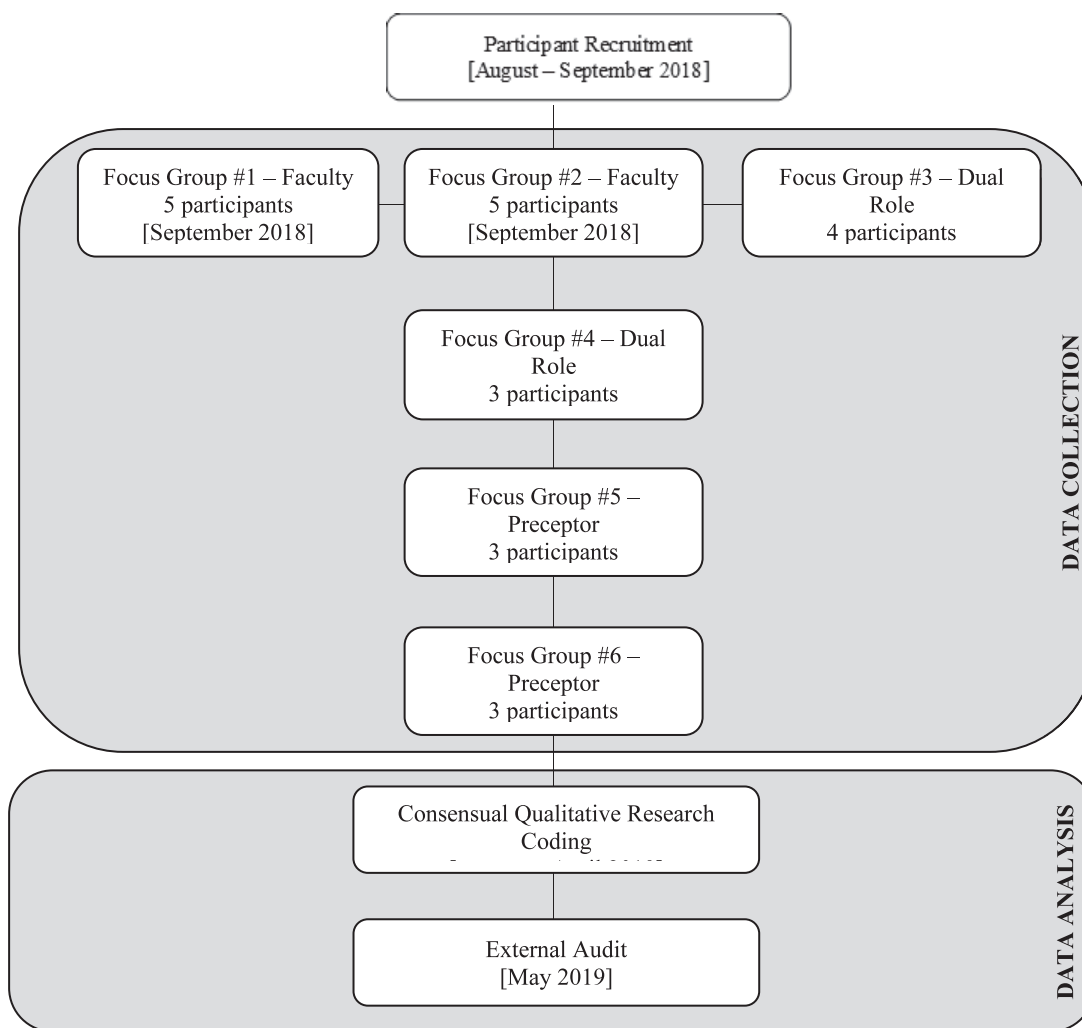 Participant Recruitment
[August – September 2018]
Focus Group #1 – Faculty
5 participants
[September 2018]
Focus Group #2 – Faculty
5 participants
[September 2018]
Focus Group #3 – Dual
Role
4 participants
Focus Group #4 – Dual
Role
3 participants
Focus Group #5 –
Preceptor
3 participants
Focus Group #6 –
Preceptor
3 participants
DATA COLLECTION
Consensual Qualitative Research
Coding
External Audit
[May 2019]
DATA ANALYSIS